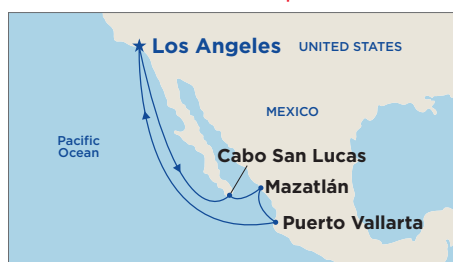 Los Angeles
UNITED STATES
MEXICO
Pacific
Ocean
Cabo San Lucas
Mazatlán
Puerto Vallarta